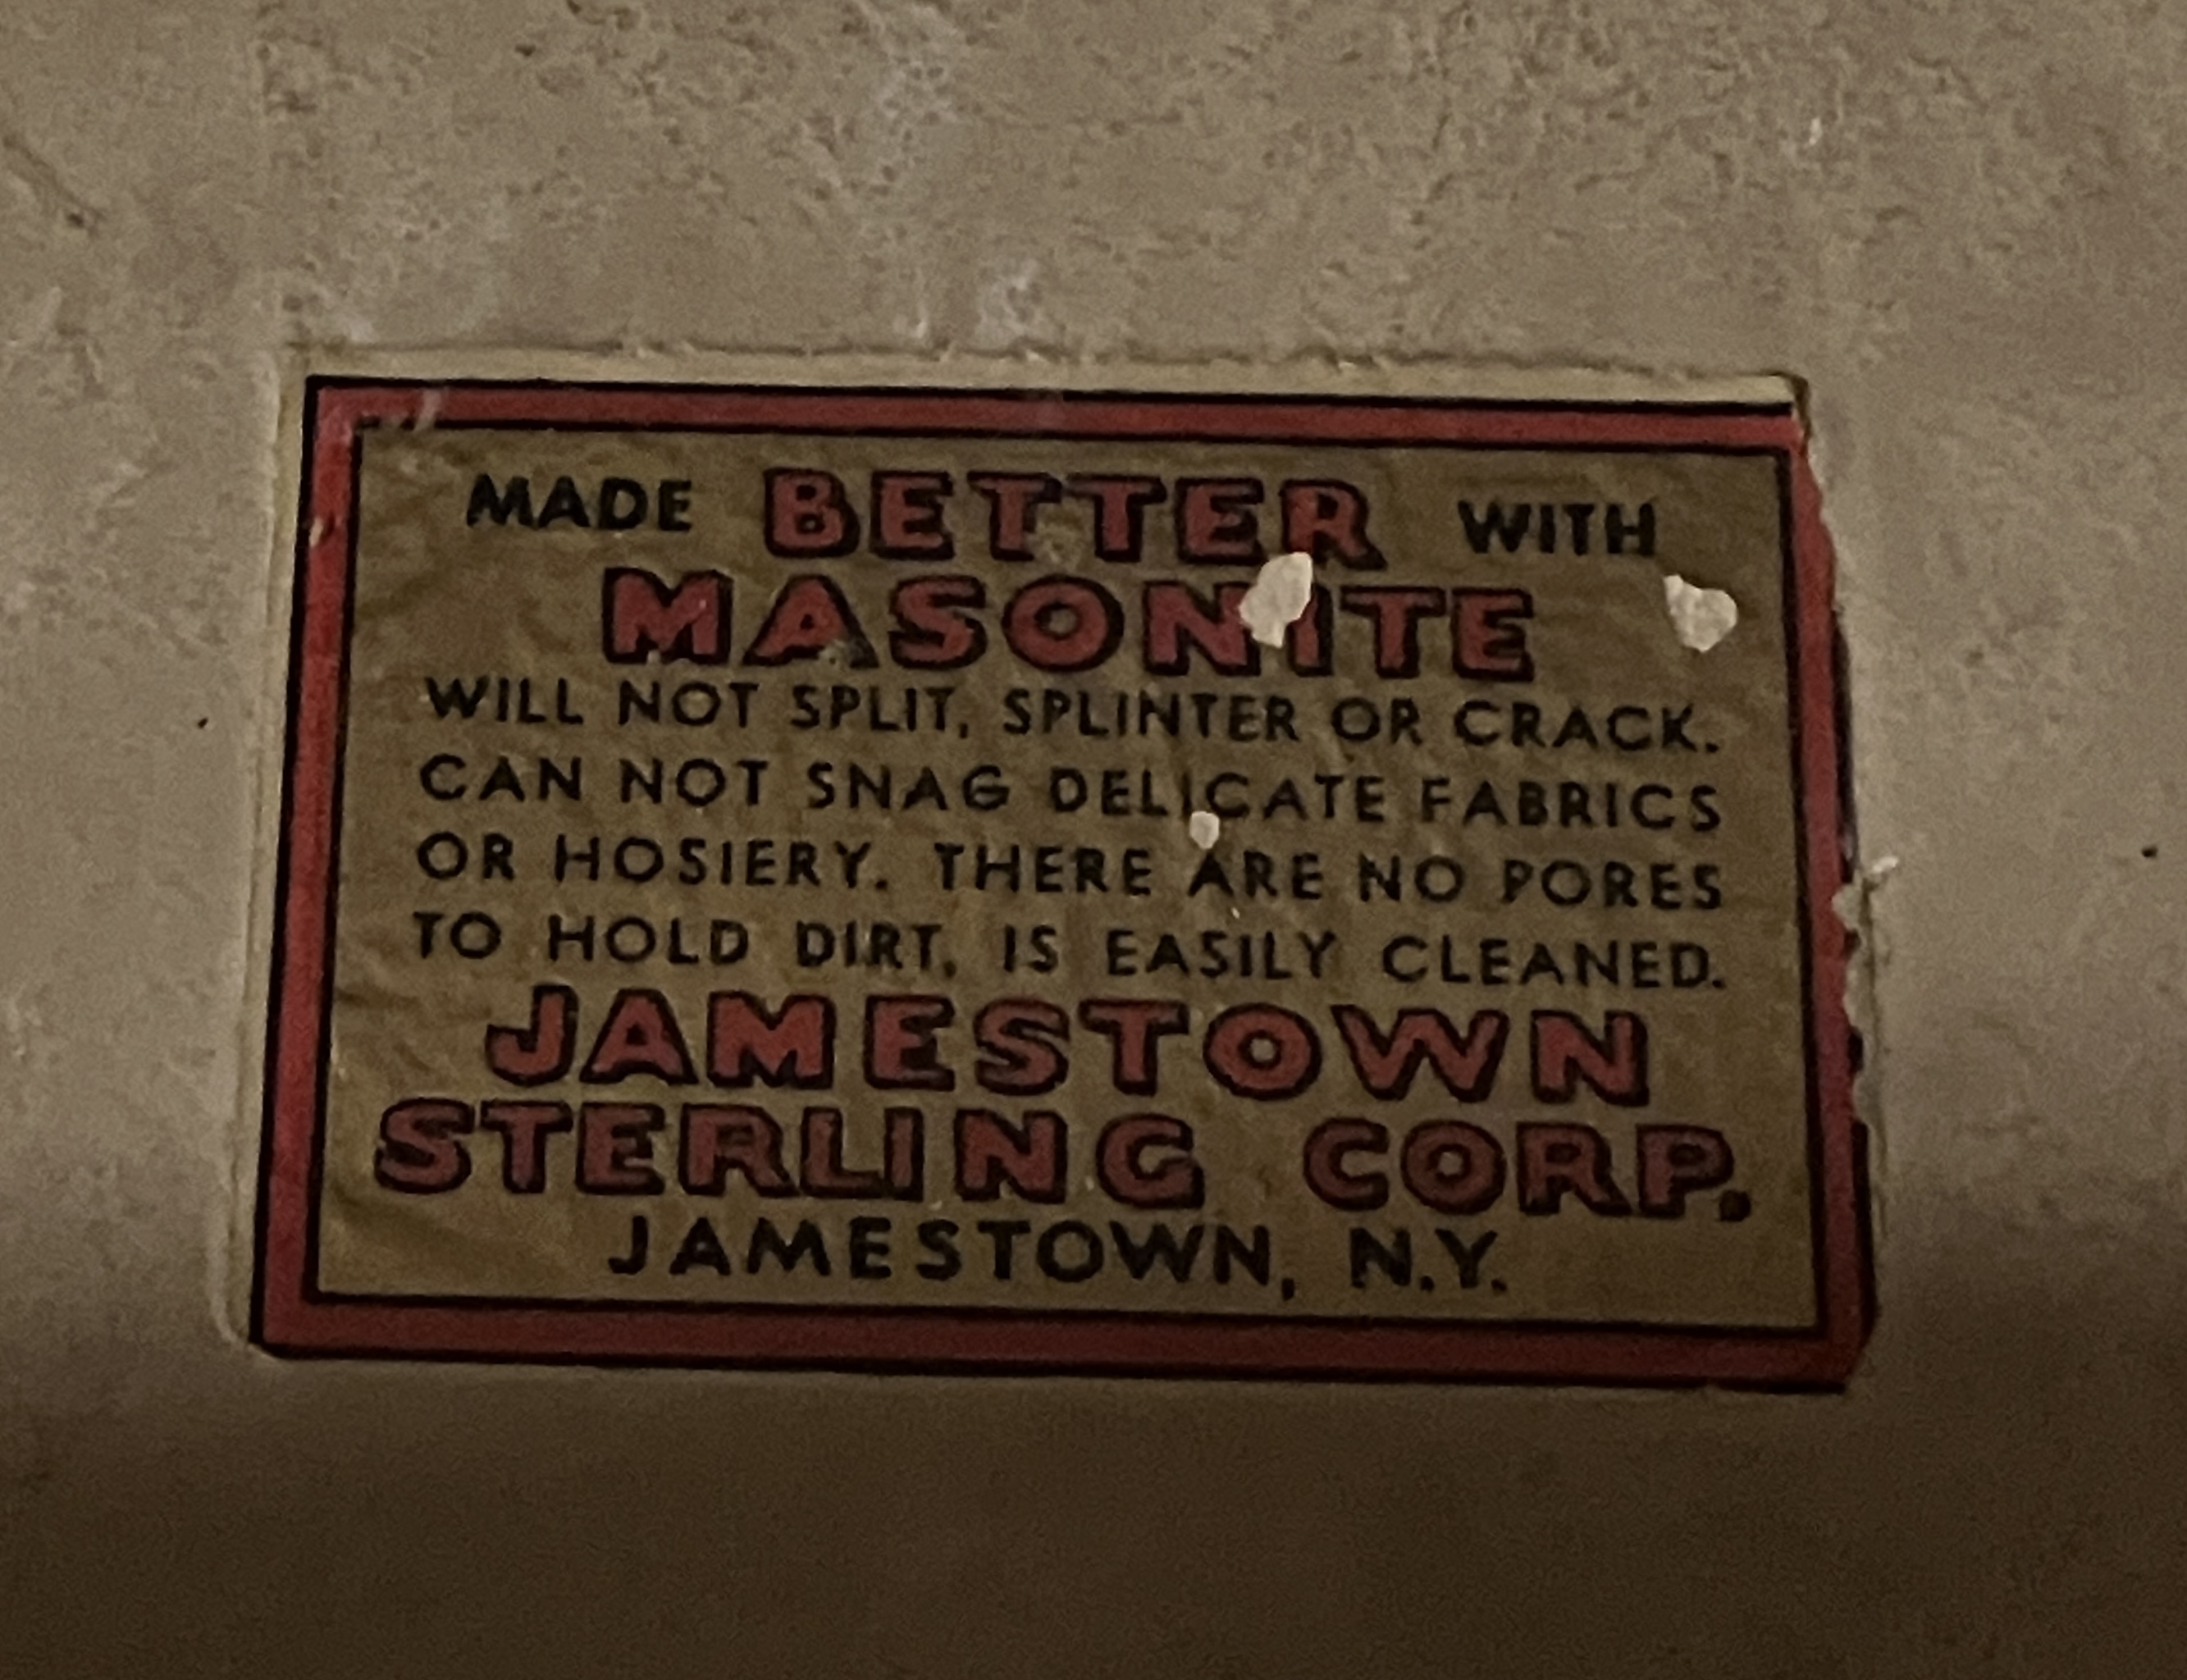 MADE BETTER WITH
MASONITE
WILL NOT SPLIT, SPLINTER OR CRACK.
CAN NOT SNAG DELICATE FABRICS
OR HOSIERY. THERE ARE NO PORES
TO HOLD DIRT, IS EASILY CLEANED.
JAMESTOWN
STERLING CORP.
JAMESTOWN, N.Y.